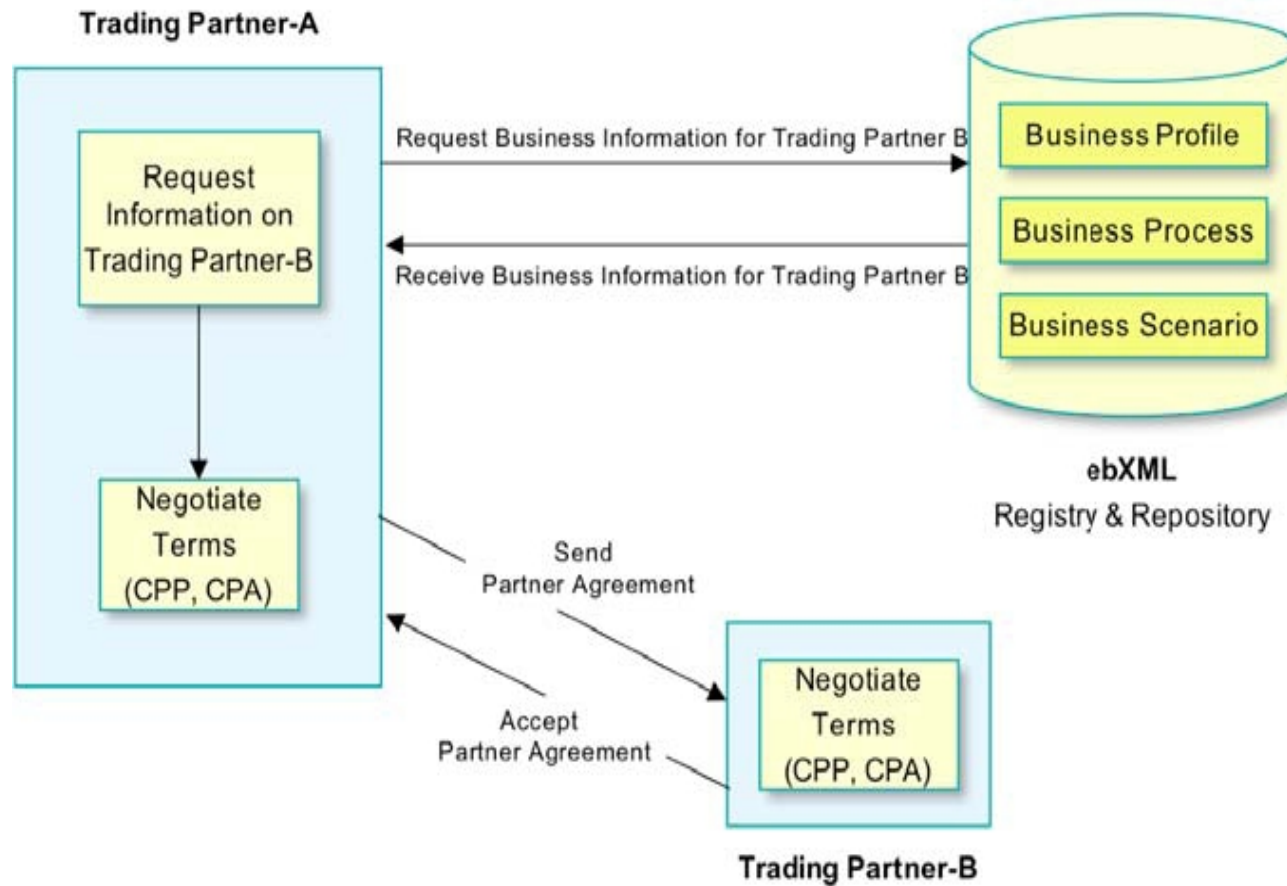 Trading Partner-A
Request
Information on
Trading Partner-B
Negotiate
Terms
(CPP, CPA)
Request Business Information for Trading Partner B
Receive Business Information for Trading Partner B
Business Profile
Business Process
Business Scenario
ebXML
Registry & Repository
Send
Partner Agreement
Accept
Partner Agreement
Negotiate
Terms
(CPP, CPA)
Trading Partner-B